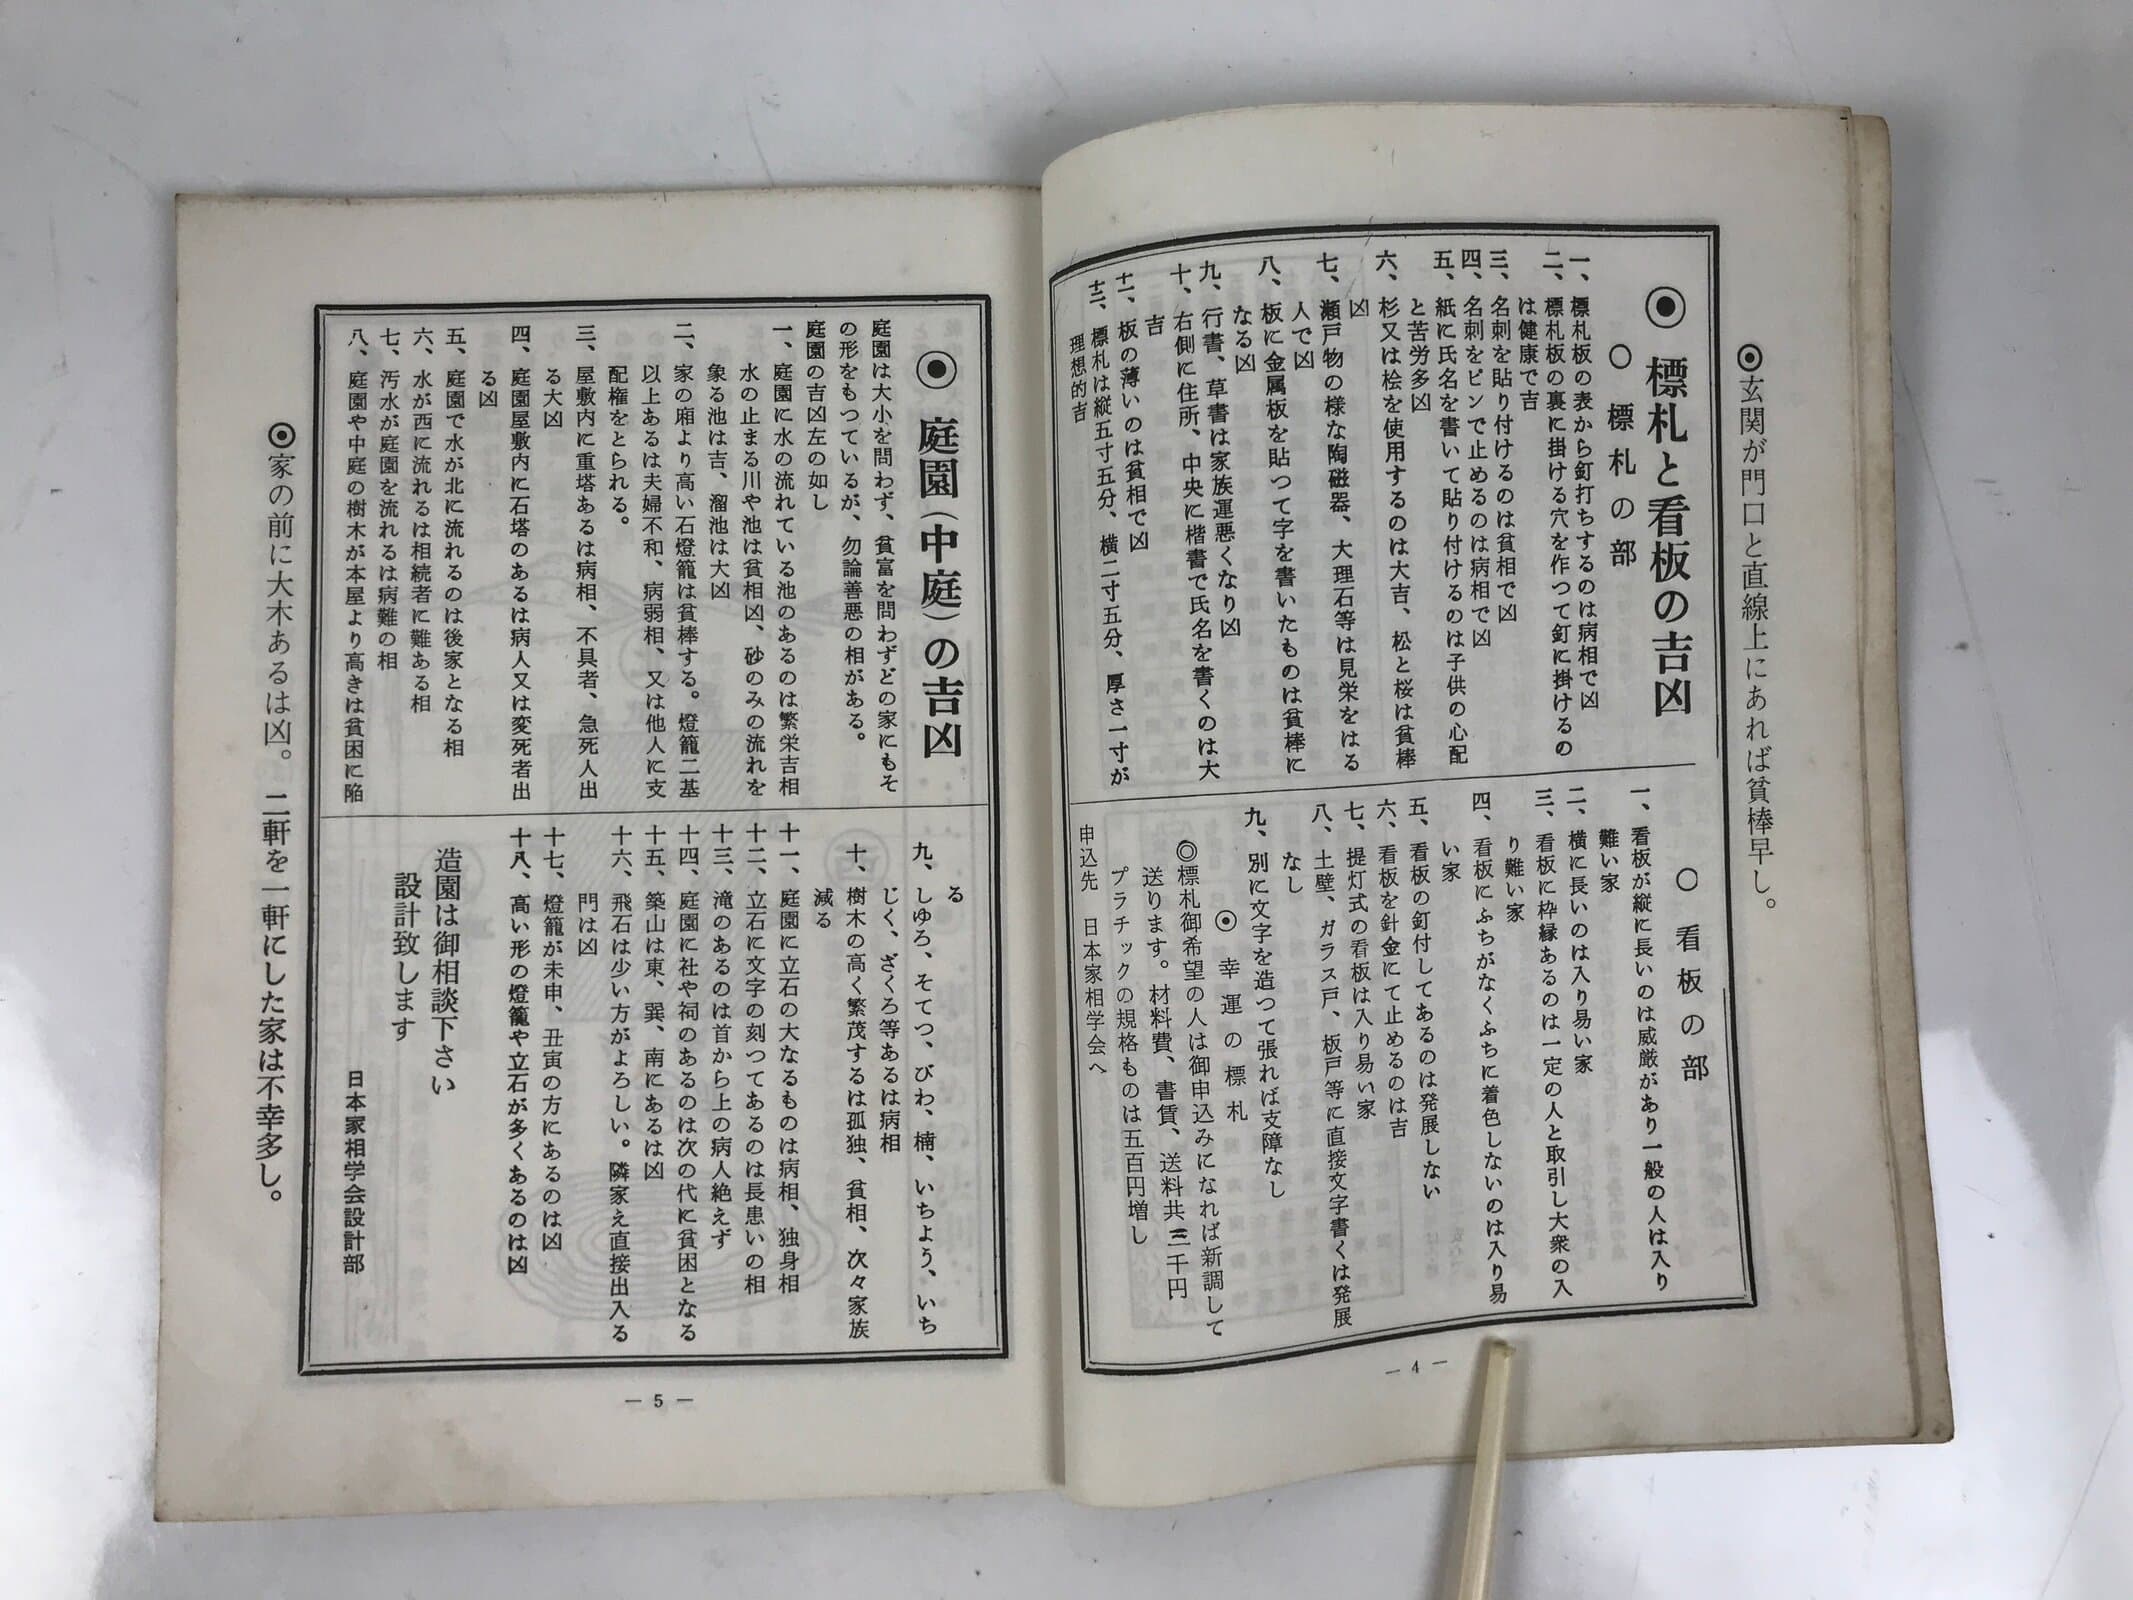 ◉玄関が門口と直線上にあれば貧棒早し。
◉ 標札と看板の吉凶
○ 標札の部
一、標札板の表から釘打ちするのは病相で凶
二、標札板の裏に掛ける穴を作つて釘に掛けるの
は健康で吉
三、名刺を貼り付けるのは貧相で凶
四、名刺をピンで止めるのは病相で凶
五、紙に氏名を書いて貼り付けるのは子供の心配
と苦労多凶
六、杉又は桧を使用するのは大吉、松と桜は貧棒
凶
七、瀬戸物の様な陶磁器、大理石等は見栄をはる
人で凶
八、板に金属板を貼つて字を書いたものは貧棒に
なる凶
九、行書、草書は家族運悪くなり凶
十、右側に住所、中央に楷書で氏名を書くのは大
吉
十一、板の薄いのは貧相で凶
十二、標札は縦五寸五分、横二寸五分、厚さ一寸が
理想的吉
○ 看板の部
一、看板が縦に長いのは威厳があり一般の人は入り
難い家
二、横に長いのは入り易い家
三、看板に枠縁あるのは一定の人と取引し大衆の入
り難い家
四、看板にふちがなくふちに着色しないのは入り易
い家
五、看板の釘付してあるのは発展しない
六、看板を針金にて止めるのは吉
七、提灯式の看板は入り易い家
八、土壁、ガラス戸、板戸等に直接文字書くは発展
なし
九、別に文字を造つて張れば支障なし
◉ 幸運の標札
◎標札御希望の人は御申込みになれば新調して
送ります。材料費、書賃、送料共三千円
プラチックの規格ものは五百円増し
申込先 日本家相学会へ
— 4 —
◉ 庭園(中庭)の吉凶
庭園は大小を問わず、貧富を問わずどの家にもそ
の形をもつているが、勿論善悪の相がある。
庭園の吉凶左の如し
一、庭園に水の流れている池のあるのは繁栄吉相
水の止まる川や池は貧相凶、砂のみの流れを
象る池は吉、溜池は大凶
二、家の廂より高い石燈籠は貧棒する。燈籠二基
以上あるは夫婦不和、病弱相、又は他人に支
配権をとられる。
三、屋敷内に重塔あるは病相、不具者、急死人出
る大凶
四、庭園屋敷内に石塔のあるは病人又は変死者出
る凶
五、庭園で水が北に流れるのは後家となる相
六、水が西に流れるは相続者に難ある相
七、汚水が庭園を流れるは病難の相
八、庭園や中庭の樹木が本屋より高きは貧困に陥
る
九、しゆろ、そてつ、びわ、楠、いちよう、いち
じく、ざくろ等あるは病相
十、樹木の高く繁茂するは孤独、貧相、次々家族
減る
十一、庭園に立石の大なるものは病相、独身相
十二、立石に文字の刻つてあるのは長患いの相
十三、滝のあるのは首から上の病人絶えず
十四、庭園に社や祠のあるのは次の代に貧困となる
十五、築山は東、巽、南にあるは凶
十六、飛石は少い方がよろしい。隣家え直接出入る
門は凶
十七、燈籠が未申、丑寅の方にあるのは凶
十八、高い形の燈籠や立石が多くあるのは凶
造園は御相談下さい
設計致します
日本家相学会設計部
◉家の前に大木あるは凶。二軒を一軒にした家は不幸多し。
— 5 —